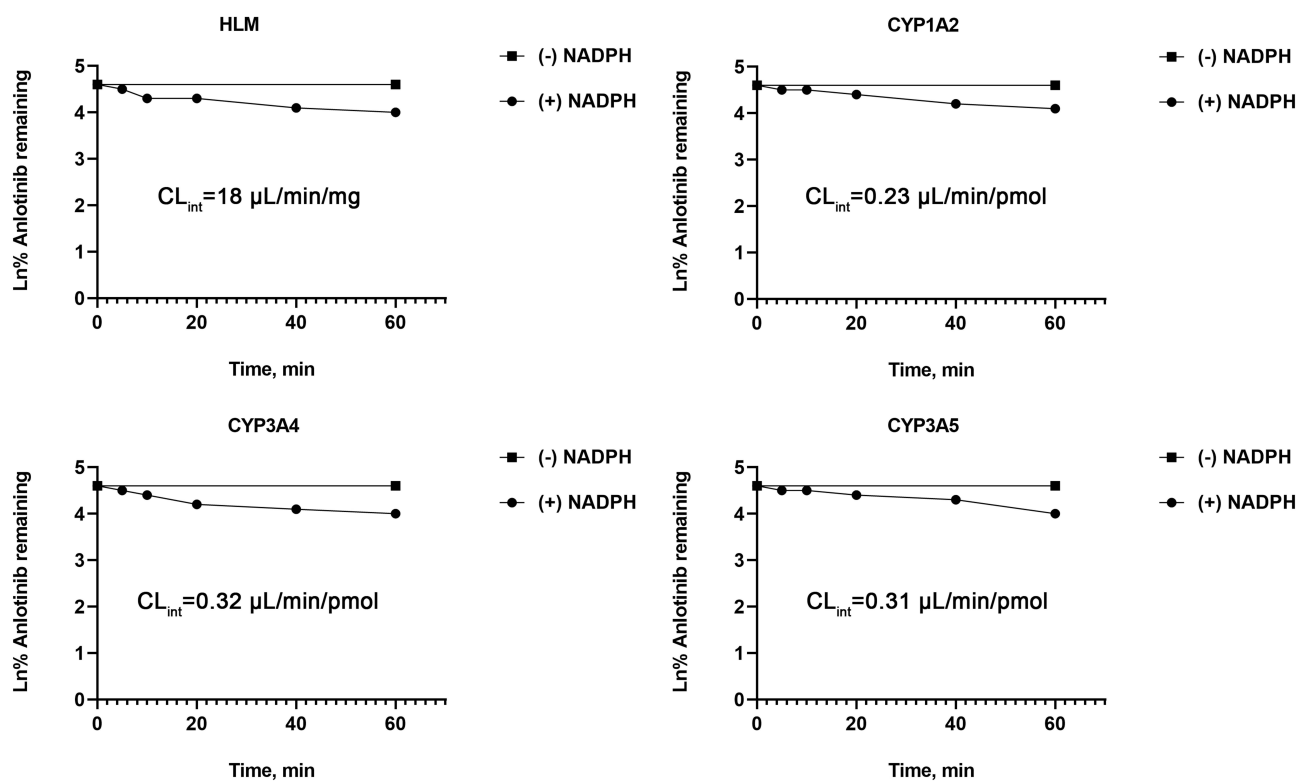 HLM
(-) NADPH
(+) NADPH
Ln% Anlotinib remaining
5
4
3
2
1
0
CLint=18 µL/min/mg
0 20 40 60
Time, min
CYP1A2
(-) NADPH
(+) NADPH
Ln% Anlotinib remaining
5
4
3
2
1
0
CLint=0.23 µL/min/pmol
0 20 40 60
Time, min
CYP3A4
(-) NADPH
(+) NADPH
Ln% Anlotinib remaining
5
4
3
2
1
0
CLint=0.32 µL/min/pmol
0 20 40 60
Time, min
CYP3A5
(-) NADPH
(+) NADPH
Ln% Anlotinib remaining
5
4
3
2
1
0
CLint=0.31 µL/min/pmol
0 20 40 60
Time, min